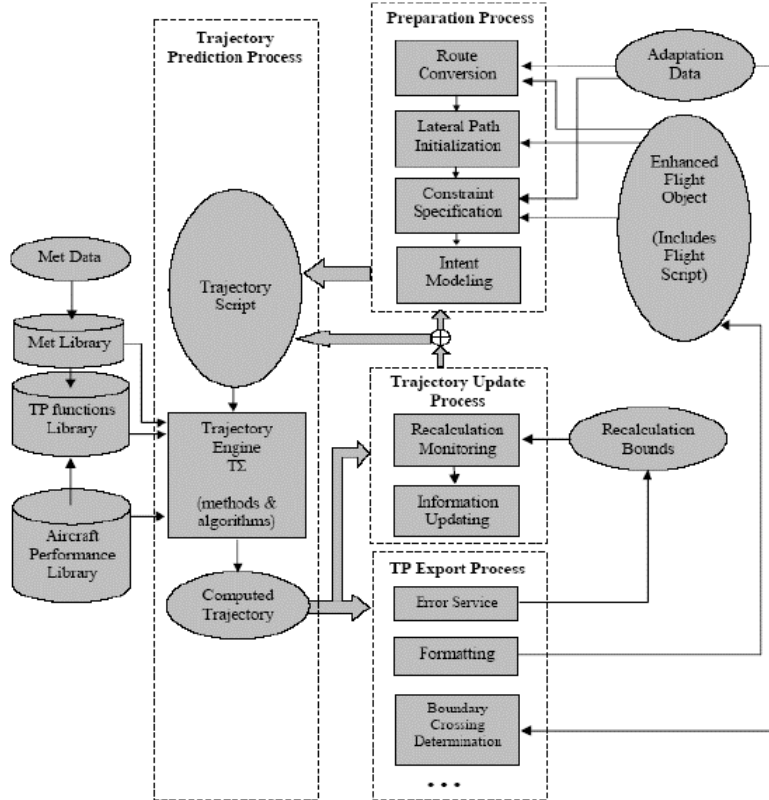 Trajectory
Prediction Process
Preparation Process
Route
Conversion
Lateral Path
Initialization
Constraint
Specification
Intent
Modeling
Adaptation
Data
Enhanced
Flight
Object
(Includes
Flight
Script)
Met Data
Met Library
TP functions
Library
Aircraft
Performance
Library
Trajectory
Script
Trajectory
Engine
TΣ
(methods &
algorithms)
Computed
Trajectory
Trajectory Update
Process
Recalculation
Monitoring
Information
Updating
Recalculation
Bounds
TP Export Process
Error Service
Formatting
Boundary
Crossing
Determination
• • •